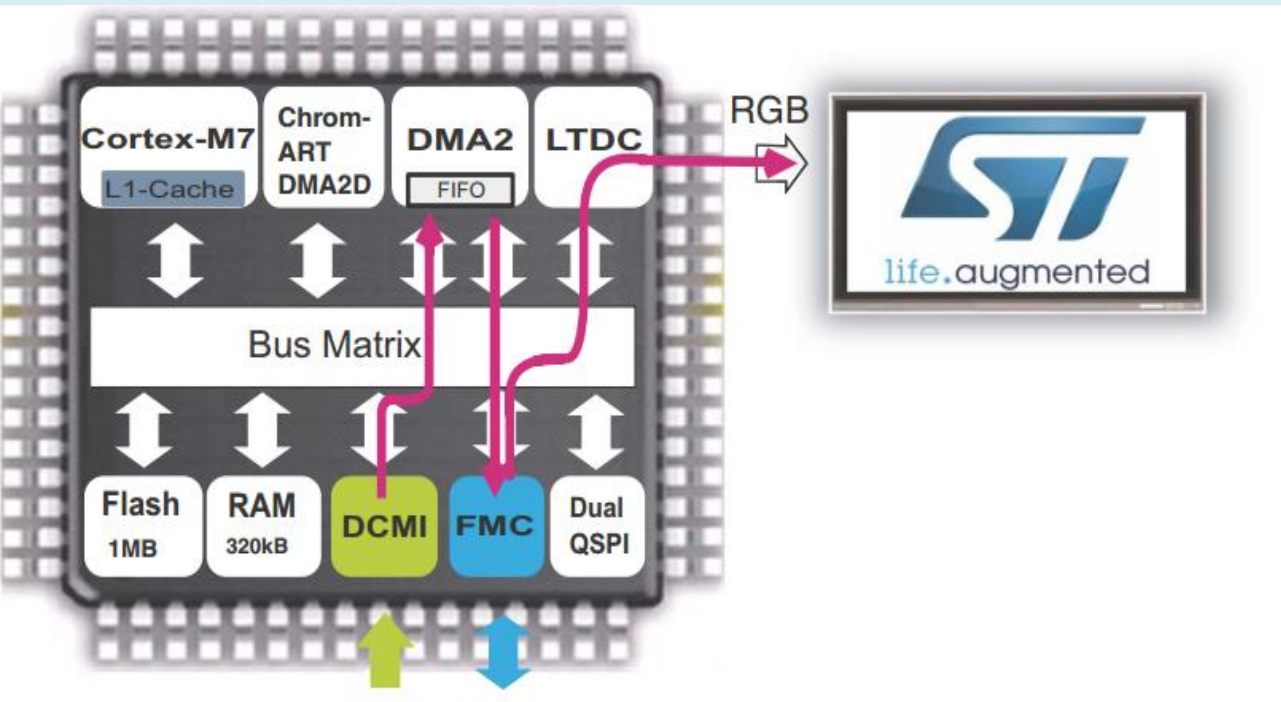 Cortex-M7
L1-Cache
Chrom-
ART
DMA2D
DMA2
FIFO
LTDC
RGB
ST
life.augmented
Bus Matrix
Flash
1MB
RAM
320kB
DCMI
FMC
Dual
QSPI